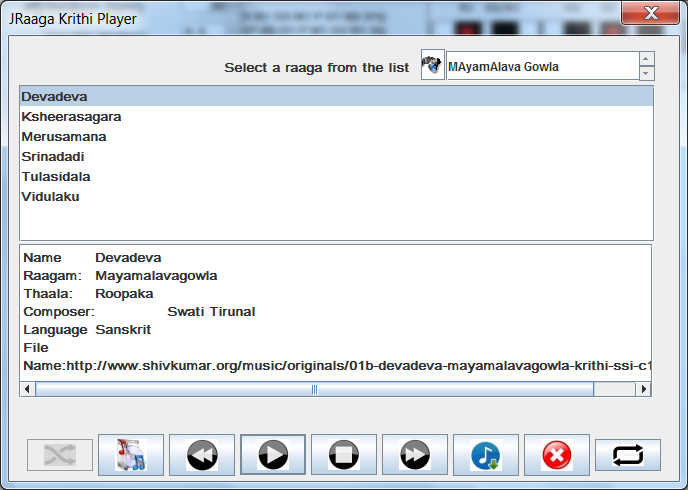 JRaaga Krithi Player
Select a raaga from the list
MAyamAlava Gowla
Devadeva
Ksheerasagara
Merusamana
Srinadadi
Tulasidala
Vidulaku
Name Devadeva
Raagam: Mayamalavagowla
Thaala: Roopaka
Composer: Swati Tirunal
Language Sanskrit
File
Name:http://www.shivkumar.org/music/originals/01b-devadeva-mayamalavagowla-krithi-ssi-c1